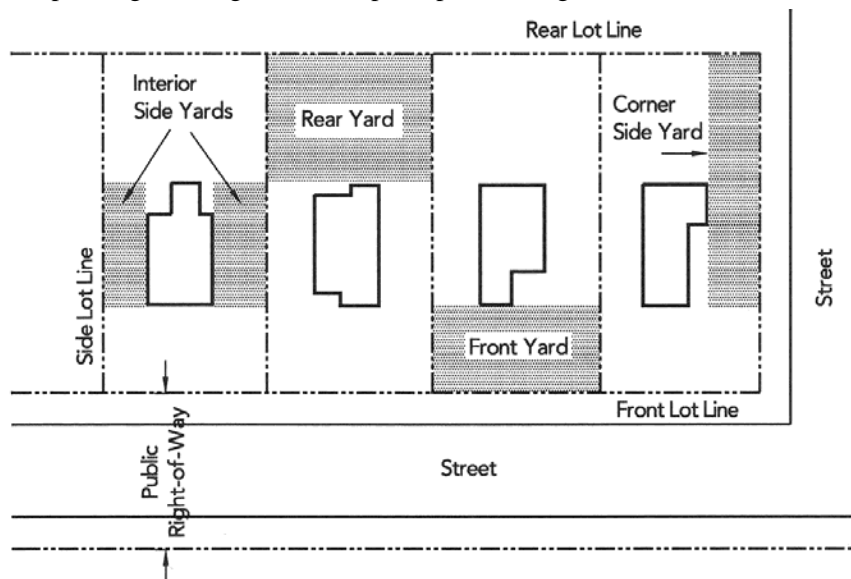 Rear Lot Line
Interior
Side Yards
Rear Yard
Corner
Side Yard
Side Lot Line
Street
Front Yard
Front Lot Line
Public
Right-of-Way
Street